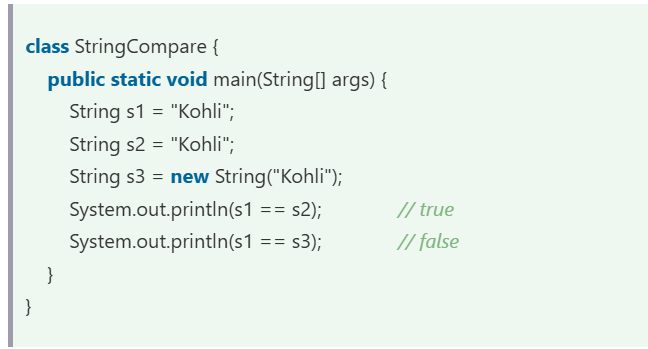 class StringCompare {
public static void main(String[] args) {
String s1 = "Kohli";
String s2 = "Kohli";
String s3 = new String("Kohli");
System.out.println(s1 == s2); // true
System.out.println(s1 == s3); // false
}
}